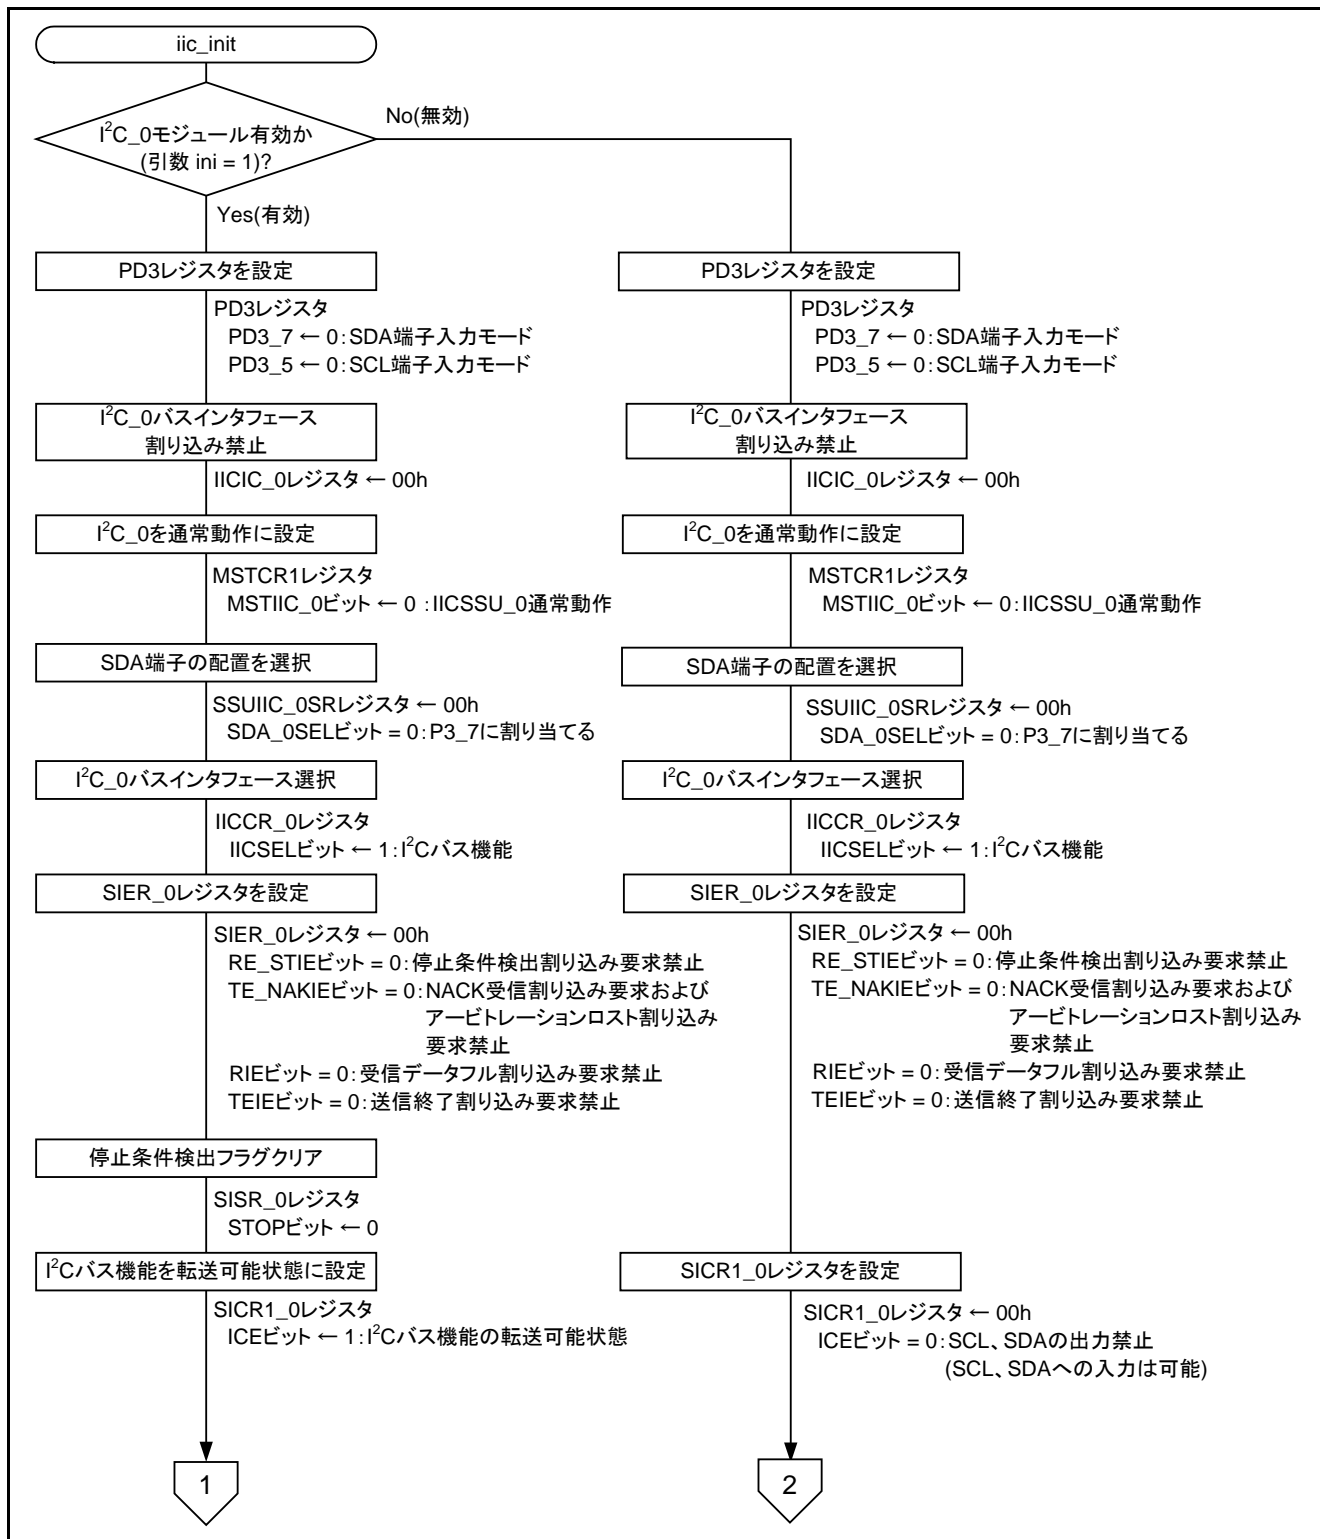 iic_init
I²C_0モジュール有効か
(引数 ini = 1)?
No(無効)
Yes(有効)
PD3レジスタを設定
PD3レジスタ
PD3_7 ← 0:SDA端子入力モード
PD3_5 ← 0:SCL端子入力モード
I²C_0バスインタフェース
割り込み禁止
IICIC_0レジスタ ← 00h
I²C_0を通常動作に設定
MSTCR1レジスタ
MSTIIC_0ビット ← 0 :IICSSU_0通常動作
SDA端子の配置を選択
SSUIIC_0SRレジスタ ← 00h
SDA_0SELビット = 0:P3_7に割り当てる
I²C_0バスインタフェース選択
IICCR_0レジスタ
IICSELビット ← 1:I²Cバス機能
SIER_0レジスタを設定
SIER_0レジスタ ← 00h
RE_STIEビット = 0:停止条件検出割り込み要求禁止
TE_NAKIEビット = 0:NACK受信割り込み要求および
アービトレーションロスト割り込み
要求禁止
RIEビット = 0:受信データフル割り込み要求禁止
TEIEビット = 0:送信終了割り込み要求禁止
停止条件検出フラグクリア
SISR_0レジスタ
STOPビット ← 0
I²Cバス機能を転送可能状態に設定
SICR1_0レジスタ
ICEビット ← 1:I²Cバス機能の転送可能状態
1
PD3レジスタを設定
PD3レジスタ
PD3_7 ← 0:SDA端子入力モード
PD3_5 ← 0:SCL端子入力モード
I²C_0バスインタフェース
割り込み禁止
IICIC_0レジスタ ← 00h
I²C_0を通常動作に設定
MSTCR1レジスタ
MSTIIC_0ビット ← 0:IICSSU_0通常動作
SDA端子の配置を選択
SSUIIC_0SRレジスタ ← 00h
SDA_0SELビット = 0:P3_7に割り当てる
I²C_0バスインタフェース選択
IICCR_0レジスタ
IICSELビット ← 1:I²Cバス機能
SIER_0レジスタを設定
SIER_0レジスタ ← 00h
RE_STIEビット = 0:停止条件検出割り込み要求禁止
TE_NAKIEビット = 0:NACK受信割り込み要求および
アービトレーションロスト割り込み
要求禁止
RIEビット = 0:受信データフル割り込み要求禁止
TEIEビット = 0:送信終了割り込み要求禁止
SICR1_0レジスタを設定
SICR1_0レジスタ ← 00h
ICEビット = 0:SCL、SDAの出力禁止
(SCL、SDAへの入力は可能)
2